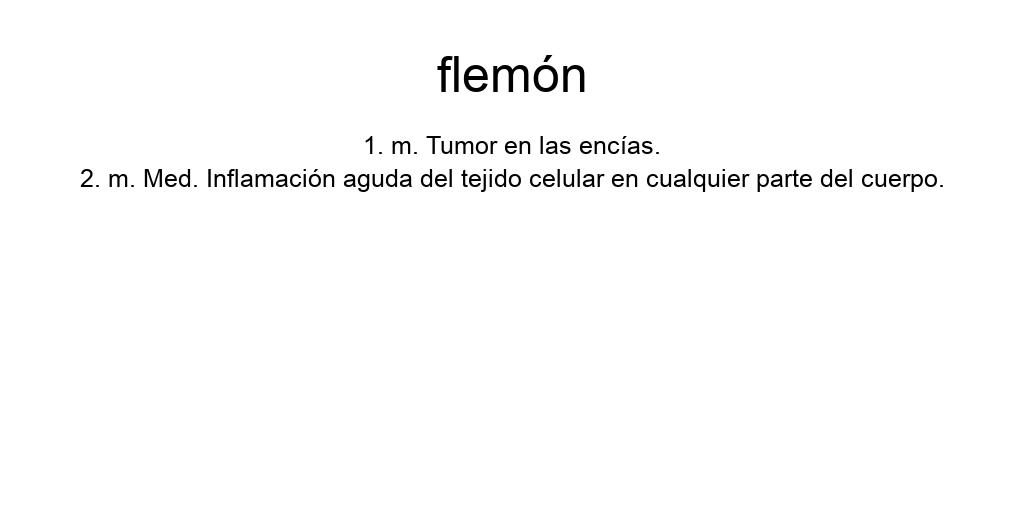 flemón
1. m. Tumor en las encías.
2. m. Med. Inflamación aguda del tejido celular en cualquier parte del cuerpo.